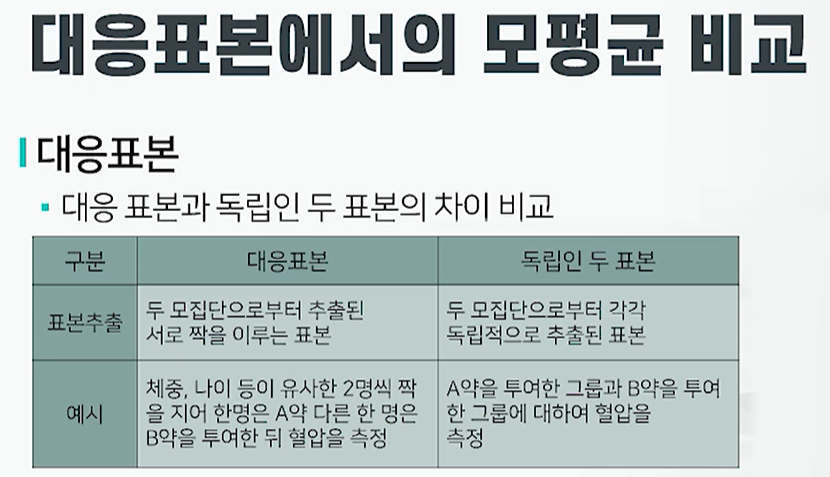 대응표본에서의 모평균 비교
대응표본
▪ 대응 표본과 독립인 두 표본의 차이 비교
구분 대응표본 독립인 두 표본
표본추출
두 모집단으로부터 추출된
서로 짝을 이루는 표본
두 모집단으로부터 각각
독립적으로 추출된 표본
예시
체중, 나이 등이 유사한 2명씩 짝
을 지어 한명은 A약 다른 한 명은
B약을 투여한 뒤 혈압을 측정
A약을 투여한 그룹과 B약을 투여
한 그룹에 대하여 혈압을
측정